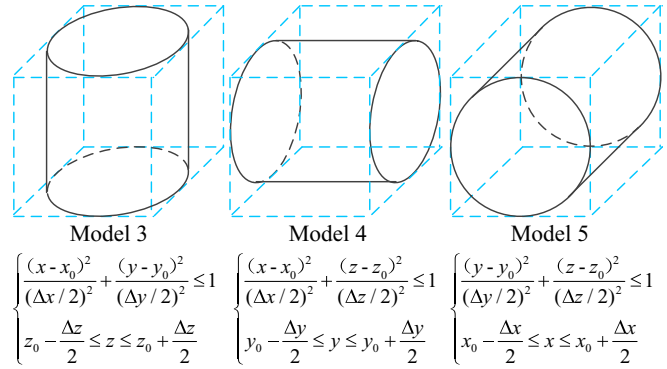 Model 3
Model 4
Model 5
(x - x₀)²/(Δx / 2)² + (y - y₀)²/(Δy / 2)² ≤ 1
z₀ - Δz/2 ≤ z ≤ z₀ + Δz/2
(x - x₀)²/(Δx / 2)² + (z - z₀)²/(Δz / 2)² ≤ 1
y₀ - Δy/2 ≤ y ≤ y₀ + Δy/2
(y - y₀)²/(Δy / 2)² + (z - z₀)²/(Δz / 2)² ≤ 1
x₀ - Δx/2 ≤ x ≤ x₀ + Δx/2